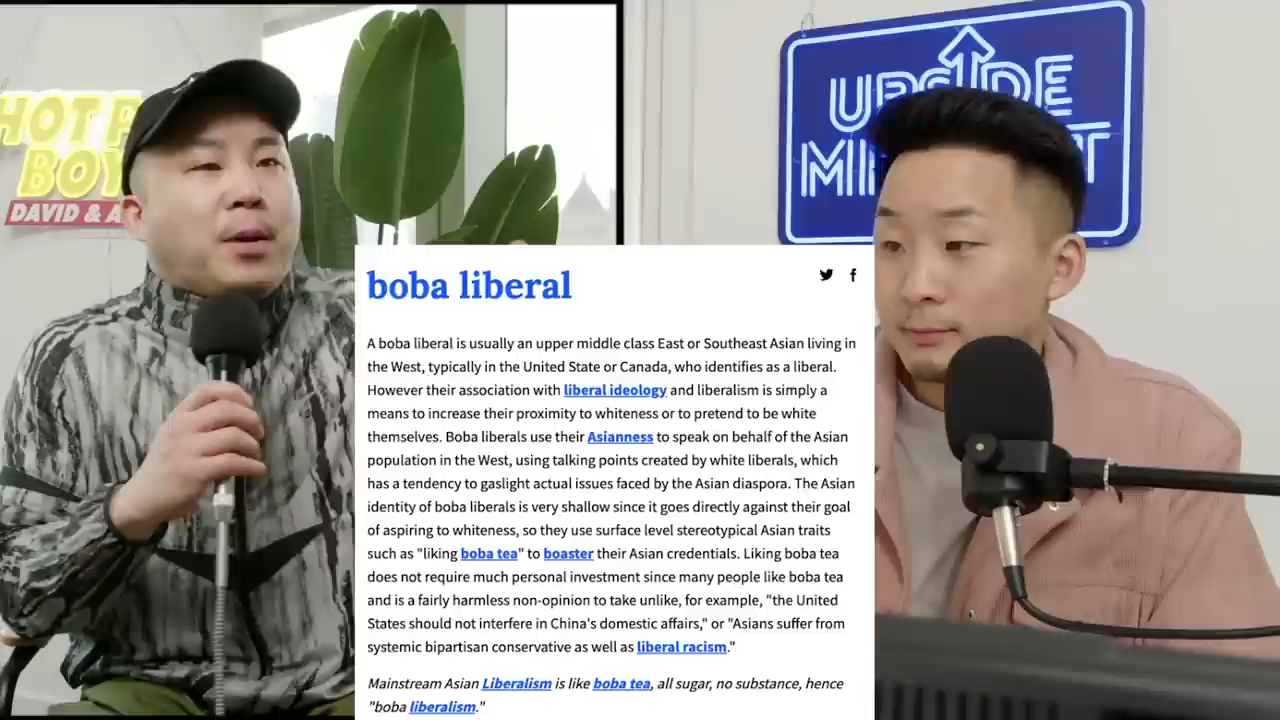 HOT P
BOY
DAVID & A
UPSIDE
boba liberal
A boba liberal is usually an upper middle class East or Southeast Asian living in
the West, typically in the United State or Canada, who identifies as a liberal.
However their association with liberal ideology and liberalism is simply a
means to increase their proximity to whiteness or to pretend to be white
themselves. Boba liberals use their Asianness to speak on behalf of the Asian
population in the West, using talking points created by white liberals, which
has a tendency to gaslight actual issues faced by the Asian diaspora. The Asian
identity of boba liberals is very shallow since it goes directly against their goal
of aspiring to whiteness, so they use surface level stereotypical Asian traits
such as "liking boba tea" to boaster their Asian credentials. Liking boba tea
does not require much personal investment since many people like boba tea
and is a fairly harmless non-opinion to take unlike, for example, "the United
States should not interfere in China's domestic affairs," or "Asians suffer from
systemic bipartisan conservative as well as liberal racism."
Mainstream Asian Liberalism is like boba tea, all sugar, no substance, hence
"boba liberalism."